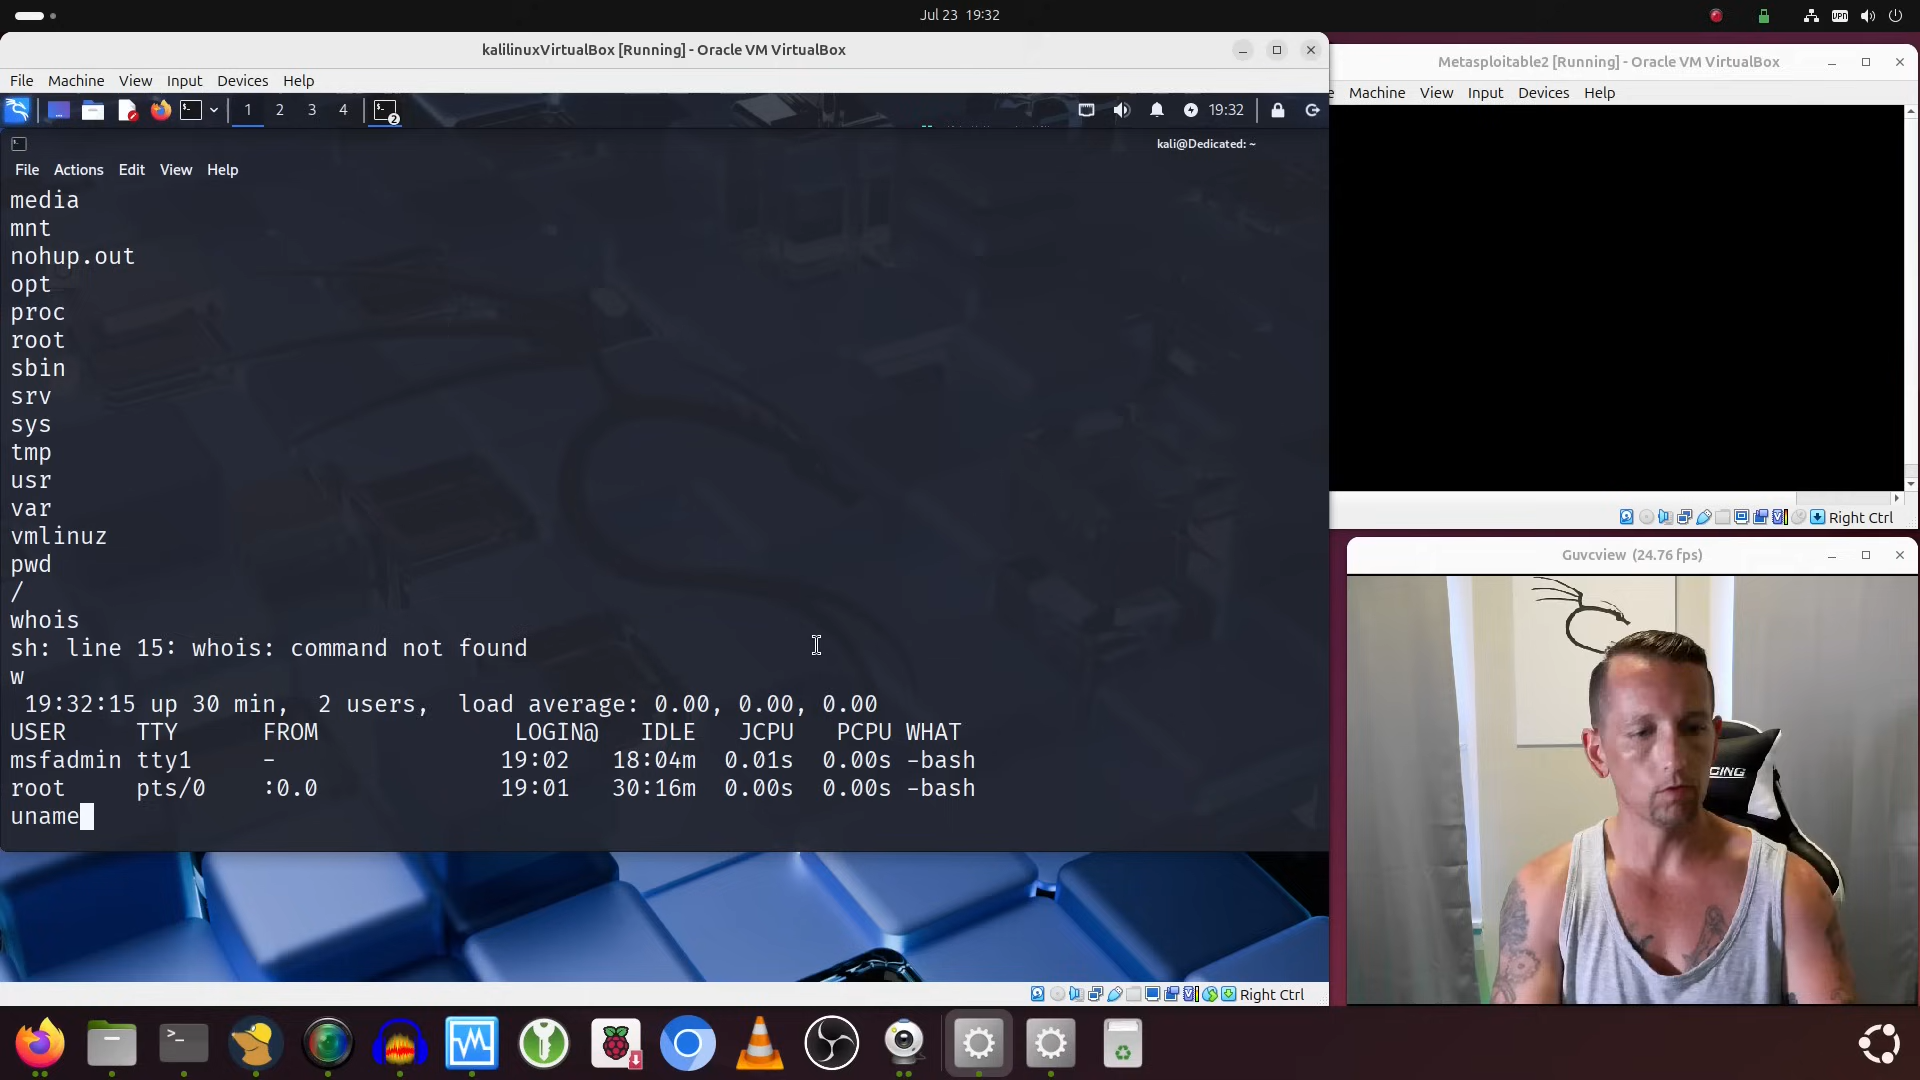 Jul 23 19:32
kalilinuxVirtualBox [Running] - Oracle VM VirtualBox
File Machine View Input Devices Help
1 2 3 4 2 19:32
kali@Dedicated: ~
File Actions Edit View Help
media
mnt
nohup.out
opt
proc
root
sbin
srv
sys
tmp
usr
var
vmlinuz
pwd
/
whois
sh: line 15: whois: command not found
w
19:32:15 up 30 min, 2 users, load average: 0.00, 0.00, 0.00
USER TTY FROM LOGIN@ IDLE JCPU PCPU WHAT
msfadmin tty1 - 19:02 18:04m 0.01s 0.00s -bash
root pts/0 :0.0 19:01 30:16m 0.00s 0.00s -bash
uname
Right Ctrl
Metasploitable2 [Running] - Oracle VM VirtualBox
Machine View Input Devices Help
Right Ctrl
Guvcview (24.76 fps)
VPN